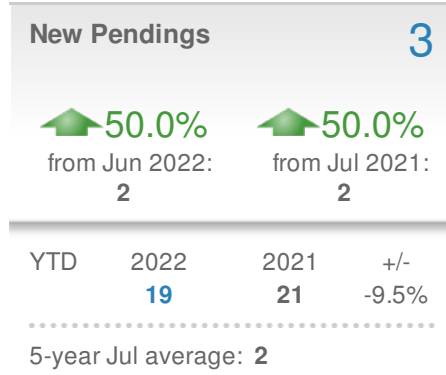 New Pendings 3
50.0% 50.0%
from Jun 2022: from Jul 2021:
2 2
YTD 2022 2021 +/-
19 21 -9.5%
5-year Jul average: 2